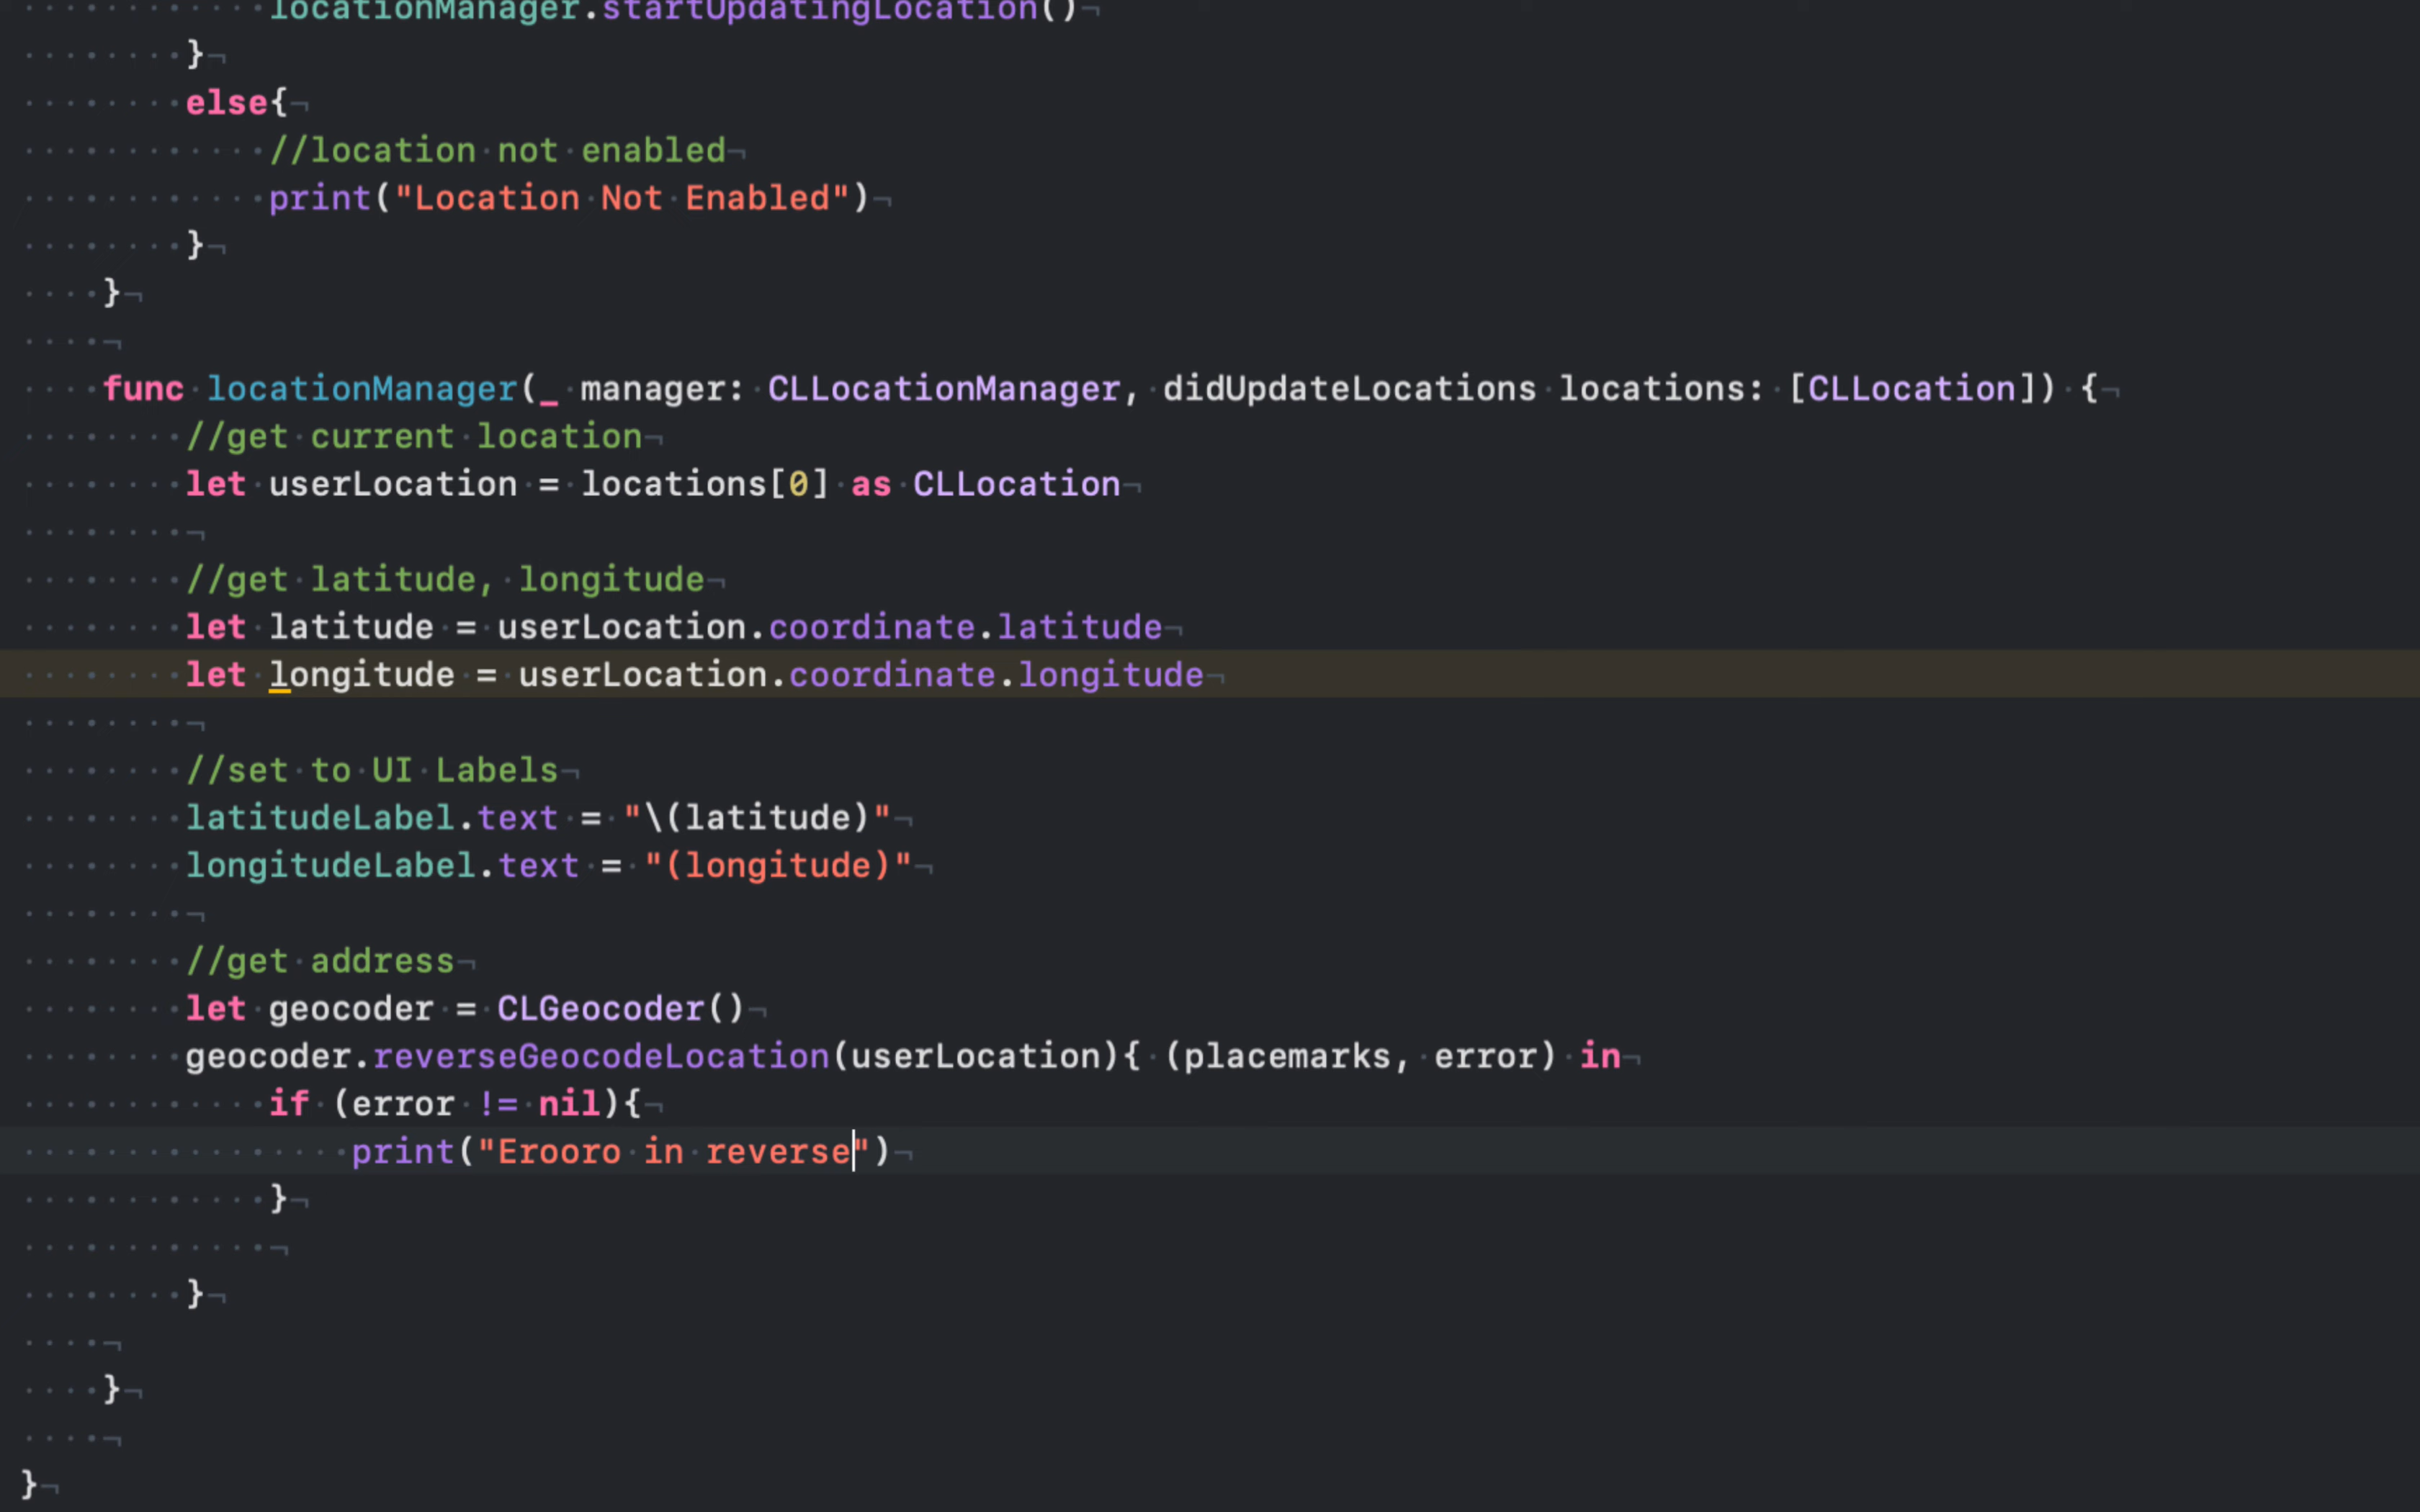 locationManager.startUpdatingLocation()
}
else{
//location not enabled
print("Location Not Enabled")
}
}
func locationManager(_ manager: CLLocationManager, didUpdateLocations locations: [CLLocation]) {
//get current location
let userLocation = locations[0] as CLLocation
//get latitude, longitude
let latitude = userLocation.coordinate.latitude
let longitude = userLocation.coordinate.longitude
//set to UI Labels
latitudeLabel.text = "\(latitude)"
longitudeLabel.text = "(longitude)"
//get address
let geocoder = CLGeocoder()
geocoder.reverseGeocodeLocation(userLocation){ (placemarks, error) in
if (error != nil){
print("Erooro in reverse")
}
}
}
}